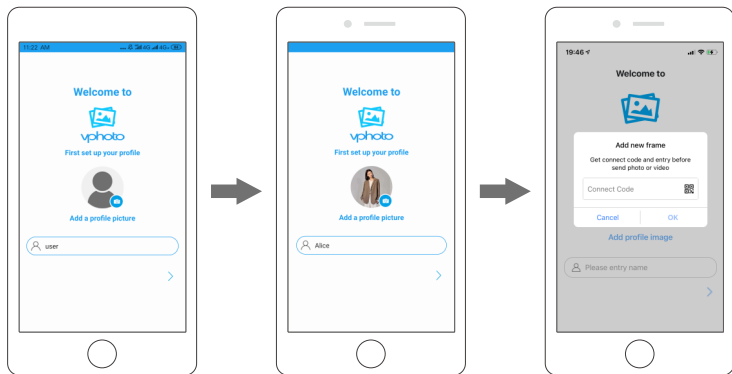 11:22 AM
4G 4G+
Welcome to
vphoto
First set up your profile
Add a profile picture
user
Welcome to
vphoto
First set up your profile
Add a profile picture
Alice
19:46
Welcome to
Add new frame
Get connect code and entry before
send photo or video
Connect Code
Cancel OK
Add profile image
Please entry name